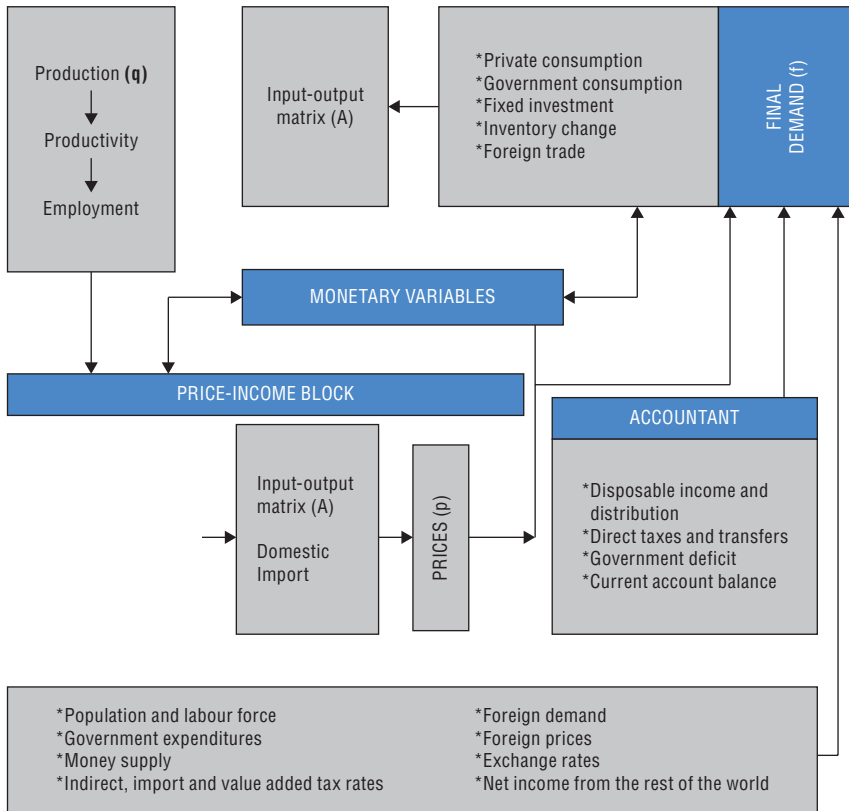 Production (q)
Productivity
Employment
Input-output
matrix (A)
*Private consumption
*Government consumption
*Fixed investment
*Inventory change
*Foreign trade
FINAL
DEMAND (f)
MONETARY VARIABLES
PRICE-INCOME BLOCK
Input-output
matrix (A)
Domestic
Import
PRICES (p)
ACCOUNTANT
*Disposable income and
distribution
*Direct taxes and transfers
*Government deficit
*Current account balance
*Population and labour force
*Government expenditures
*Money supply
*Indirect, import and value added tax rates
*Foreign demand
*Foreign prices
*Exchange rates
*Net income from the rest of the world